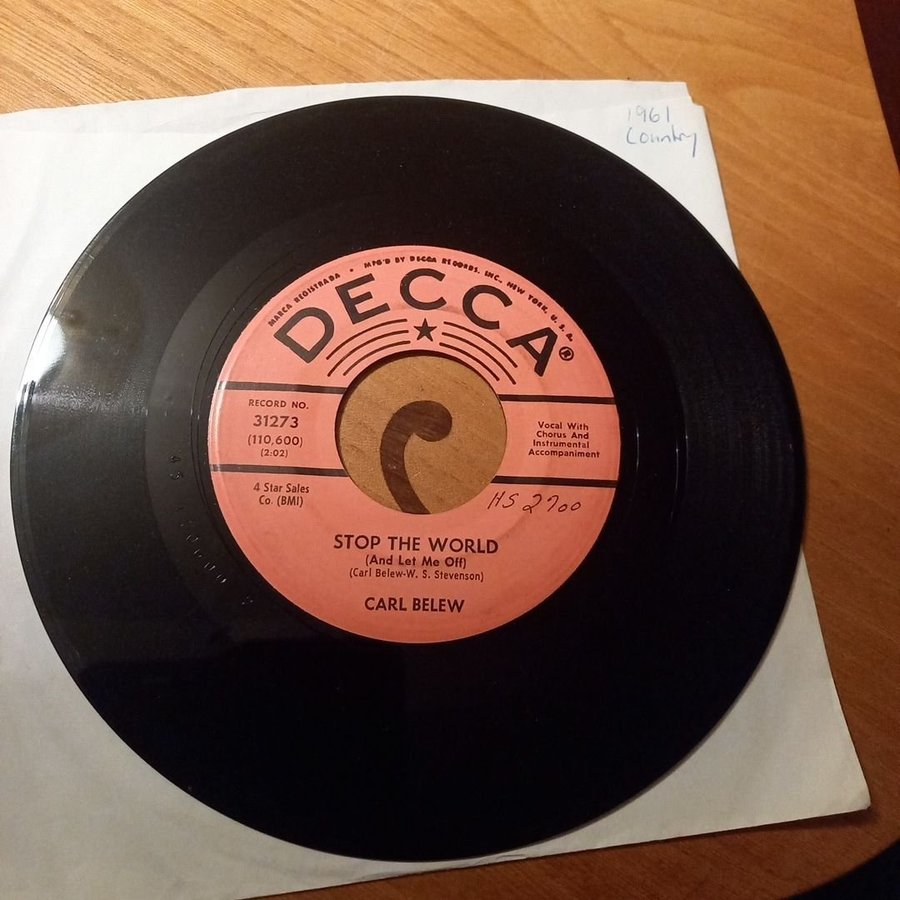 1961
Country
MARCA REGISTRADA • MFG'D BY DECCA RECORDS, INC., NEW YORK, U.S.A.
DECCA®
RECORD NO.
31273
(110,600)
(2:02)
Vocal With
Chorus And
Instrumental
Accompaniment
4 Star Sales
Co. (BMI)
HS 2700
STOP THE WORLD
(And Let Me Off)
(Carl Belew-W. S. Stevenson)
CARL BELEW